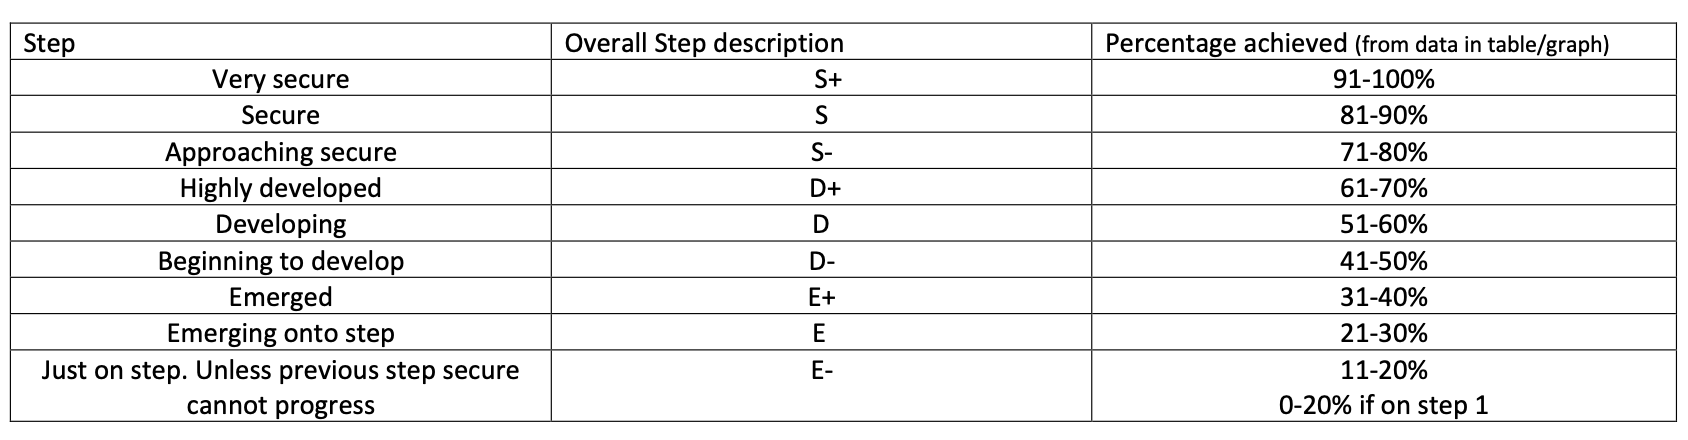 Step Overall Step description Percentage achieved (from data in table/graph)
Very secure S+ 91-100%
Secure S 81-90%
Approaching secure S- 71-80%
Highly developed D+ 61-70%
Developing D 51-60%
Beginning to develop D- 41-50%
Emerged E+ 31-40%
Emerging onto step E 21-30%
Just on step. Unless previous step secure E- 11-20%
cannot progress 0-20% if on step 1